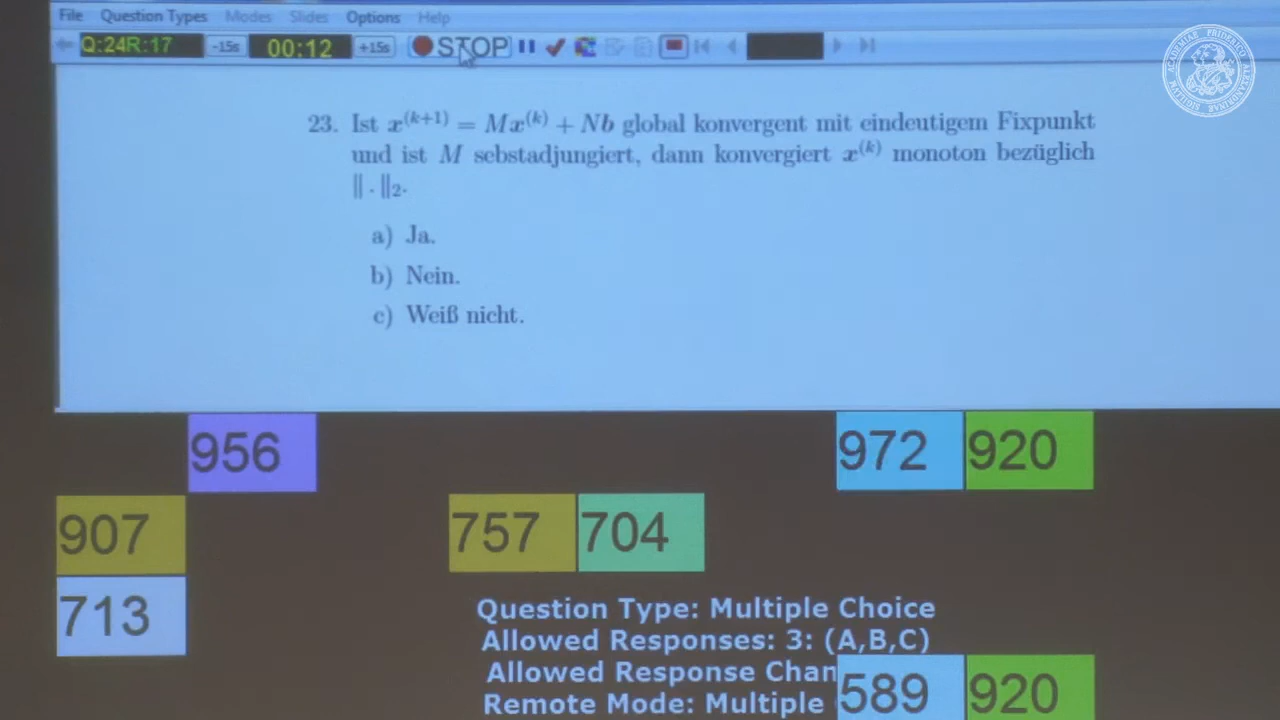 File Question Types Modes Slides Options Help
Q:24R:17 -15s 00:12 +15s STOP
23. Ist x^(k+1) = Mx^(k) + Nb global konvergent mit eindeutigem Fixpunkt
und ist M sebstadjungiert, dann konvergiert x^(k) monoton bezüglich
‖ . ‖2.
a) Ja.
b) Nein.
c) Weiß nicht.
956 972 920
907 757 704
713
Question Type: Multiple Choice
Allowed Responses: 3: (A,B,C)
Allowed Response Chan
Remote Mode: Multiple
589 920